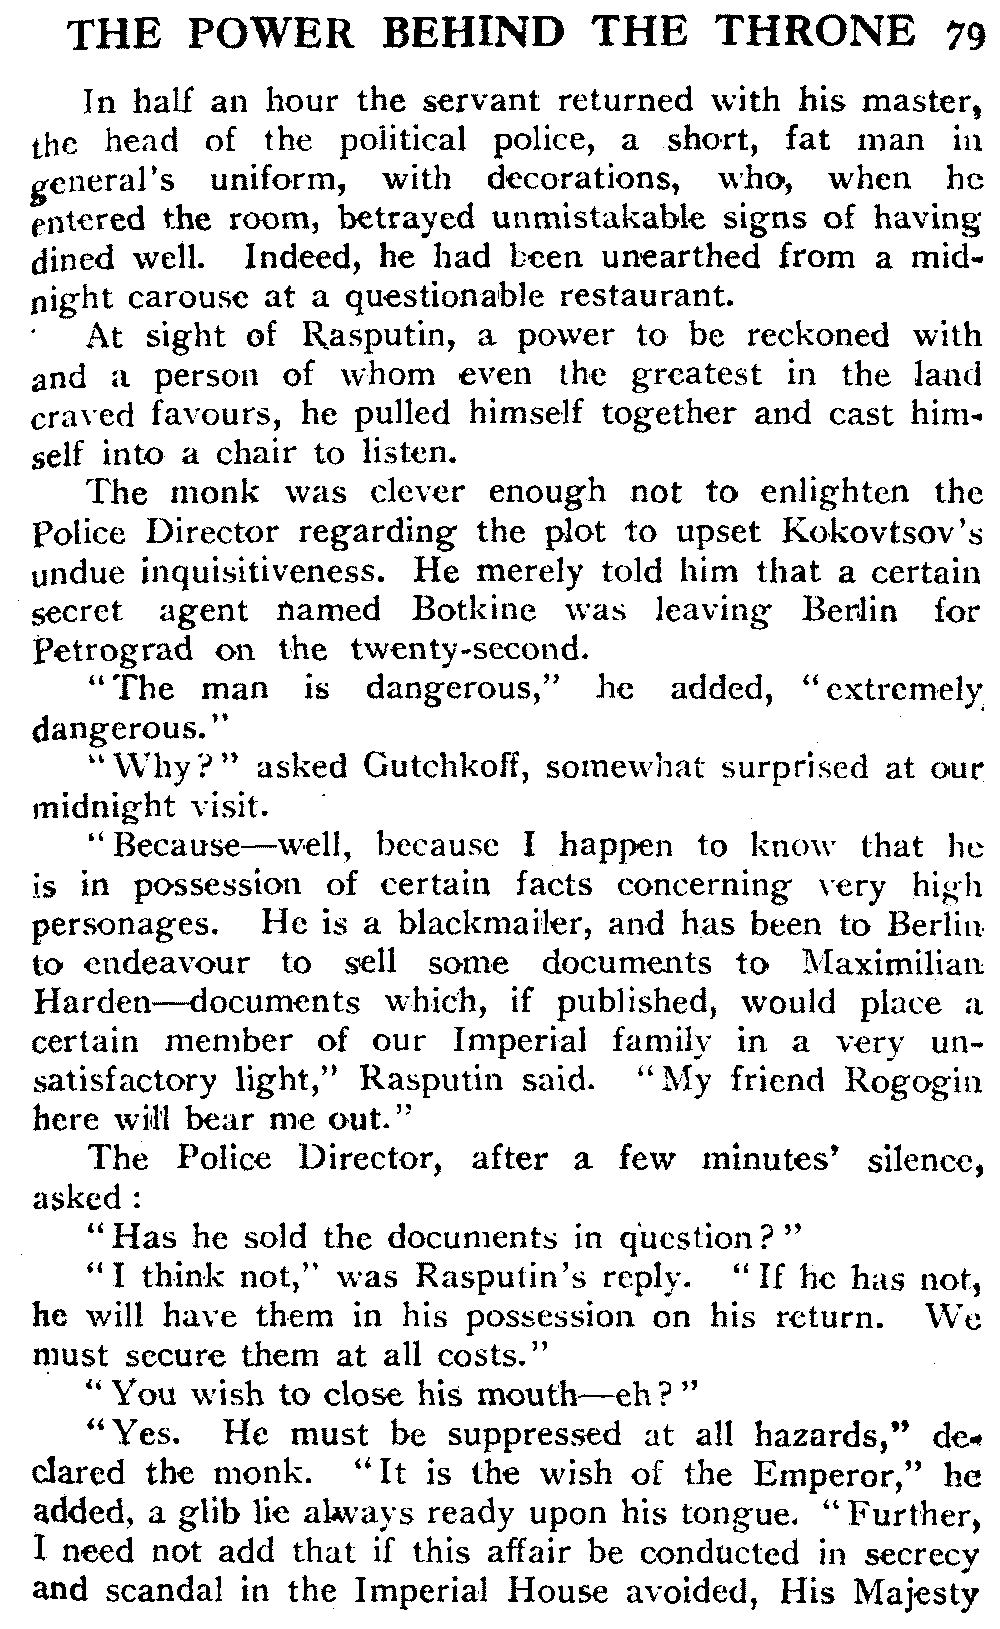 THE POWER BEHIND THE THRONE 79
In half an hour the servant returned with his master,
the head of the political police, a short, fat man in
general's uniform, with decorations, who, when he
entered the room, betrayed unmistakable signs of having
dined well. Indeed, he had been unearthed from a mid-
night carouse at a questionable restaurant.
At sight of Rasputin, a power to be reckoned with
and a person of whom even the greatest in the land
craved favours, he pulled himself together and cast him-
self into a chair to listen.
The monk was clever enough not to enlighten the
Police Director regarding the plot to upset Kokovtsov's
undue inquisitiveness. He merely told him that a certain
secret agent named Botkine was leaving Berlin for
Petrograd on the twenty-second.
"The man is dangerous," he added, "extremely
dangerous."
"Why?" asked Gutchkoff, somewhat surprised at our
midnight visit.
"Because—well, because I happen to know that he
is in possession of certain facts concerning very high
personages. He is a blackmailer, and has been to Berlin
to endeavour to sell some documents to Maximilian
Harden—documents which, if published, would place a
certain member of our Imperial family in a very un-
satisfactory light," Rasputin said. "My friend Rogogin
here will bear me out."
The Police Director, after a few minutes' silence,
asked:
"Has he sold the documents in question?"
"I think not," was Rasputin's reply. "If he has not,
he will have them in his possession on his return. We
must secure them at all costs."
"You wish to close his mouth—eh?"
"Yes. He must be suppressed at all hazards," de-
clared the monk. "It is the wish of the Emperor," he
added, a glib lie always ready upon his tongue. "Further,
I need not add that if this affair be conducted in secrecy
and scandal in the Imperial House avoided, His Majesty